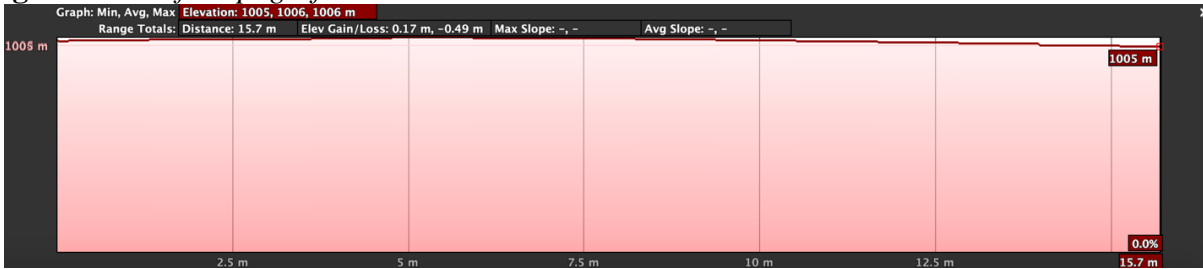 Graph: Min, Avg, Max Elevation: 1005, 1006, 1006 m
Range Totals: Distance: 15.7 m Elev Gain/Loss: 0.17 m, -0.49 m Max Slope: -, - Avg Slope: -, -
1005 m
1005 m
0.0%
2.5 m 5 m 7.5 m 10 m 12.5 m 15.7 m